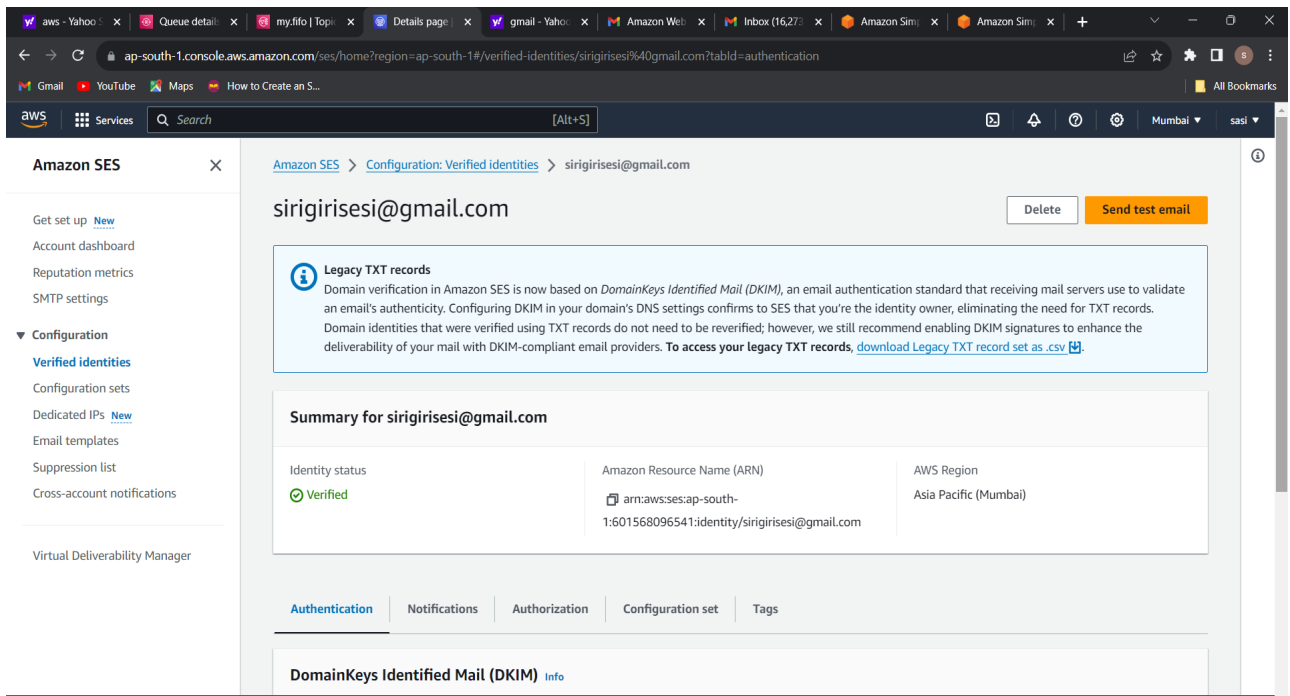 aws - Yahoo S
Queue detail
my.fifo | Topic
Details page |
gmail - Yahoo
Amazon Web
Inbox (16,273
Amazon Sim
Amazon Sim
ap-south-1.console.aws.amazon.com/ses/home?region=ap-south-1#/verified-identities/sirigirisesi%40gmail.com?tabId=authentication
Gmail YouTube Maps How to Create an S... All Bookmarks
aws Services Search [Alt+S] Mumbai ▼ sasi ▼
Amazon SES
Get set up New
Account dashboard
Reputation metrics
SMTP settings
Configuration
Verified identities
Configuration sets
Dedicated IPs New
Email templates
Suppression list
Cross-account notifications
Virtual Deliverability Manager
Amazon SES > Configuration: Verified identities > sirigirisesi@gmail.com
sirigirisesi@gmail.com
Delete Send test email
Legacy TXT records
Domain verification in Amazon SES is now based on DomainKeys Identified Mail (DKIM), an email authentication standard that receiving mail servers use to validate
an email's authenticity. Configuring DKIM in your domain's DNS settings confirms to SES that you're the identity owner, eliminating the need for TXT records.
Domain identities that were verified using TXT records do not need to be reverified; however, we still recommend enabling DKIM signatures to enhance the
deliverability of your mail with DKIM-compliant email providers. To access your legacy TXT records, download Legacy TXT record set as .csv.
Summary for sirigirisesi@gmail.com
Identity status
Verified
Amazon Resource Name (ARN)
arn:aws:ses:ap-south-
1:601568096541:identity/sirigirisesi@gmail.com
AWS Region
Asia Pacific (Mumbai)
Authentication Notifications Authorization Configuration set Tags
DomainKeys Identified Mail (DKIM) Info